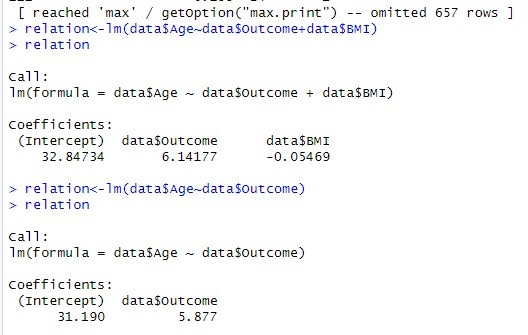 [ reached 'max' / getOption("max.print") -- omitted 657 rows ]
> relation<-lm(data$Age~data$Outcome+data$BMI)
> relation
Call:
lm(formula = data$Age ~ data$Outcome + data$BMI)
Coefficients:
(Intercept) data$Outcome data$BMI
32.84734 6.14177 -0.05469
> relation<-lm(data$Age~data$Outcome)
> relation
Call:
lm(formula = data$Age ~ data$Outcome)
Coefficients:
(Intercept) data$Outcome
31.190 5.877